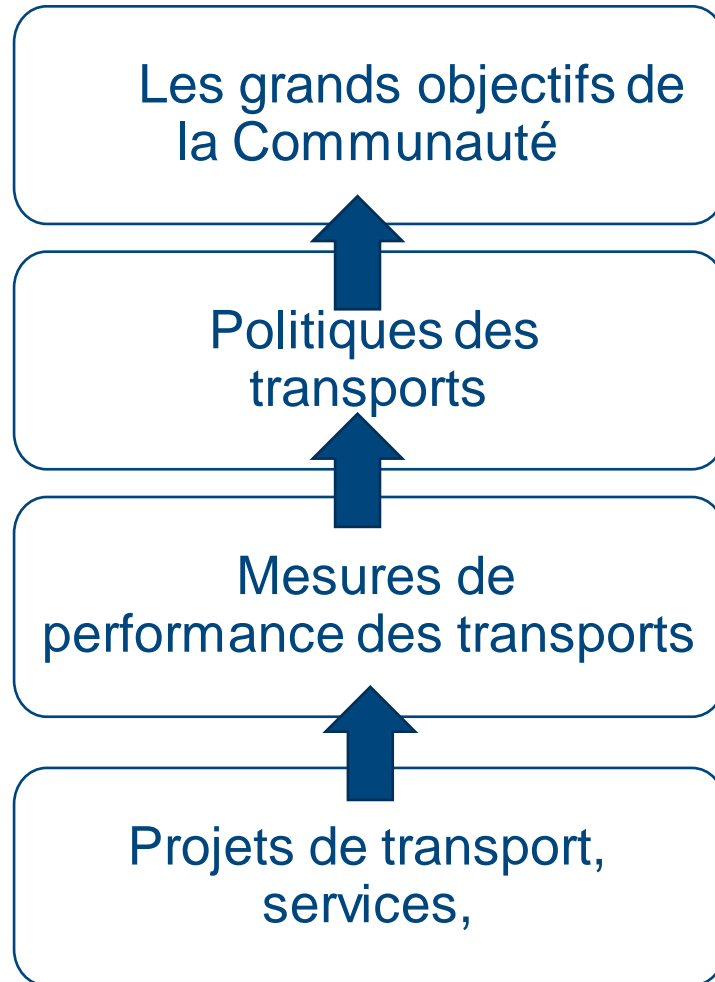 Les grands objectifs de
la Communauté
Politiques des
transports
Mesures de
performance des transports
Projets de transport,
services,